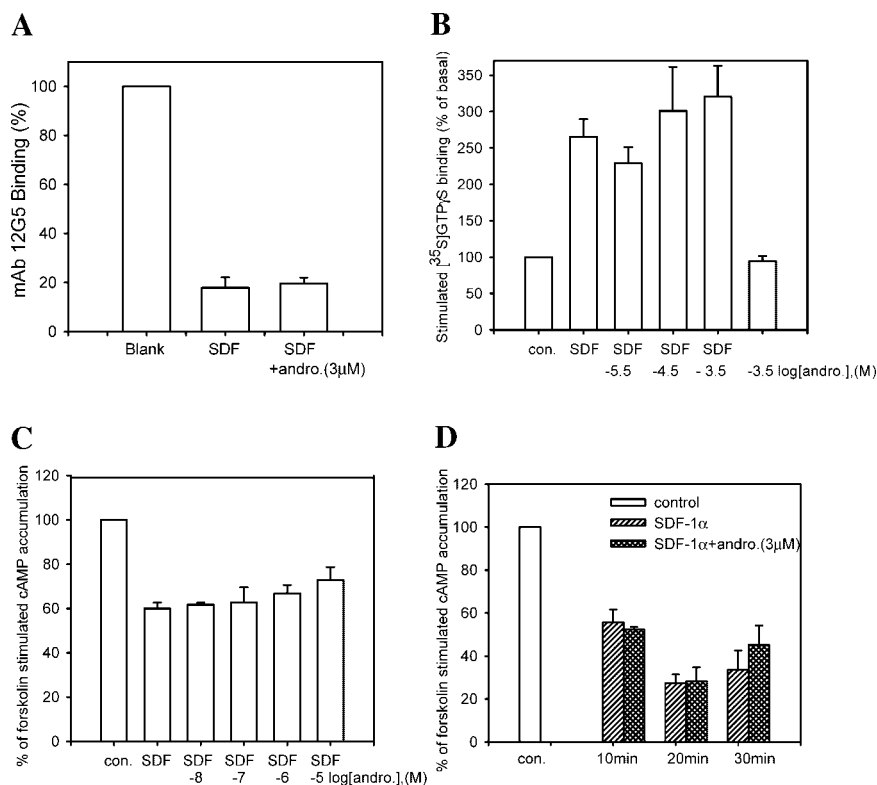 A
mAb 12G5 Binding (%)
100
80
60
40
20
0
Blank SDF SDF
+andro.(3μM)
B
Stimulated [³⁵S]GTPγS binding (% of basal)
350
300
250
200
150
100
50
0
con. SDF SDF SDF SDF
-5.5 -4.5 - 3.5 -3.5 log[andro.],(M)
C
% of forskolin stimulated cAMP accumulation
120
100
80
60
40
20
0
con. SDF SDF SDF SDF SDF
-8 -7 -6 -5 log[andro.],(M)
D
% of forskolin stimulated cAMP accumulation
120
100
80
60
40
20
0
control
SDF-1α
SDF-1α+andro.(3μM)
con. 10min 20min 30min